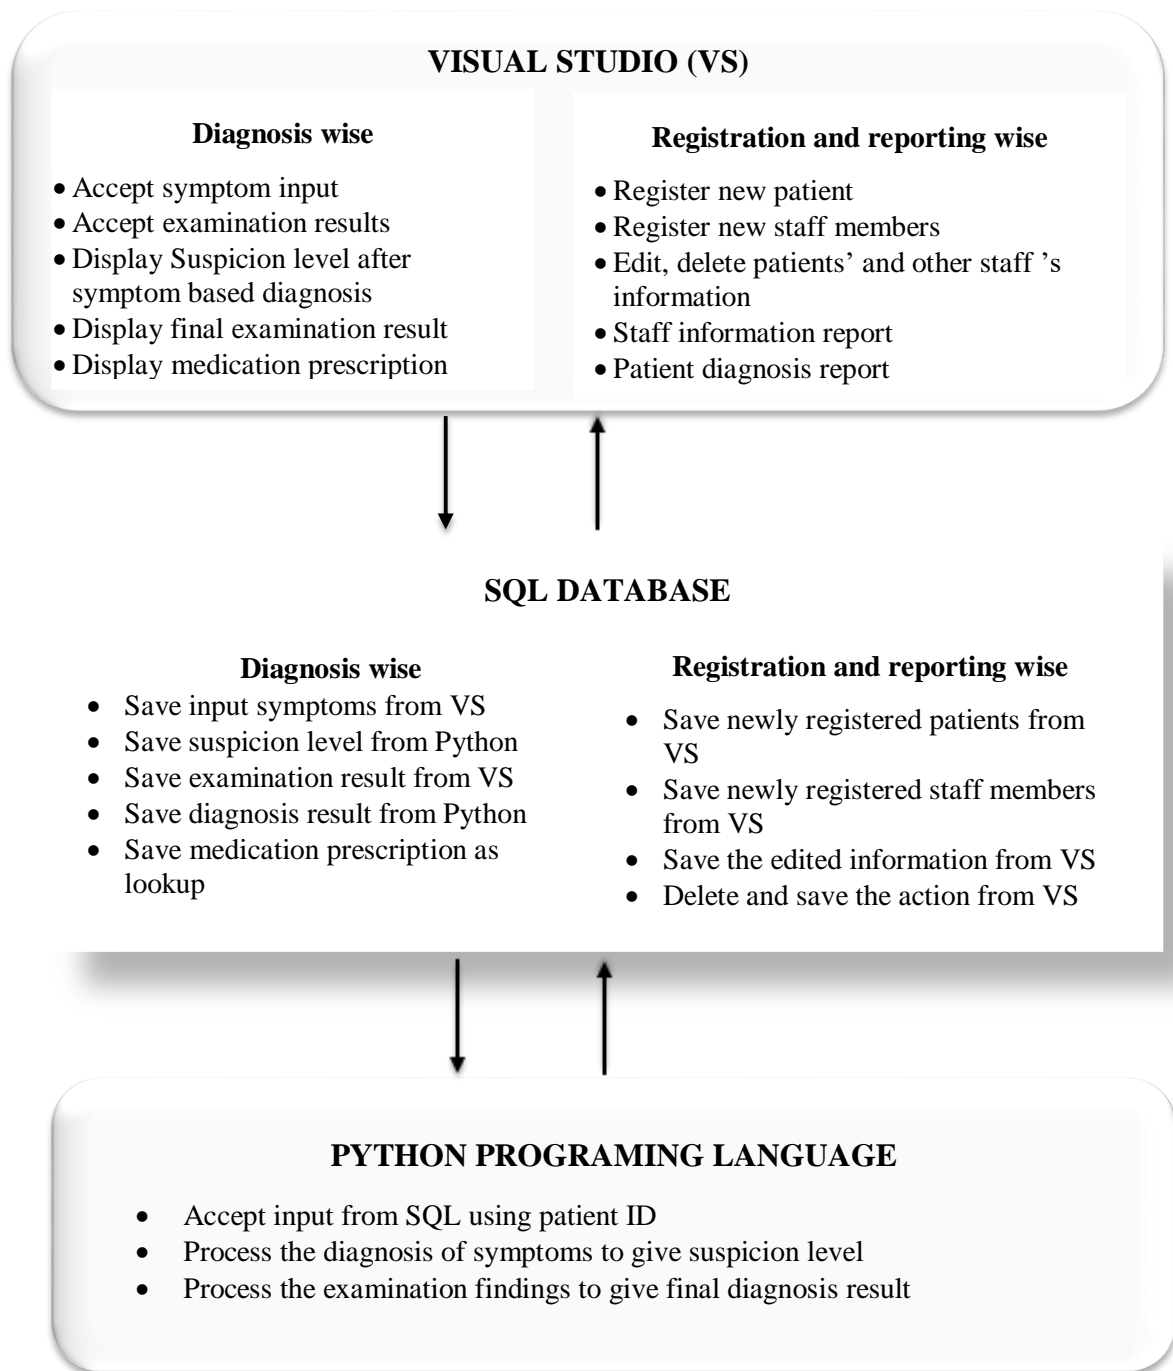 VISUAL STUDIO (VS)
Diagnosis wise
• Accept symptom input
• Accept examination results
• Display Suspicion level after
symptom based diagnosis
• Display final examination result
• Display medication prescription
Registration and reporting wise
• Register new patient
• Register new staff members
• Edit, delete patients’ and other staff ’s
information
• Staff information report
• Patient diagnosis report
SQL DATABASE
Diagnosis wise
• Save input symptoms from VS
• Save suspicion level from Python
• Save examination result from VS
• Save diagnosis result from Python
• Save medication prescription as
lookup
Registration and reporting wise
• Save newly registered patients from
VS
• Save newly registered staff members
from VS
• Save the edited information from VS
• Delete and save the action from VS
PYTHON PROGRAMING LANGUAGE
• Accept input from SQL using patient ID
• Process the diagnosis of symptoms to give suspicion level
• Process the examination findings to give final diagnosis result